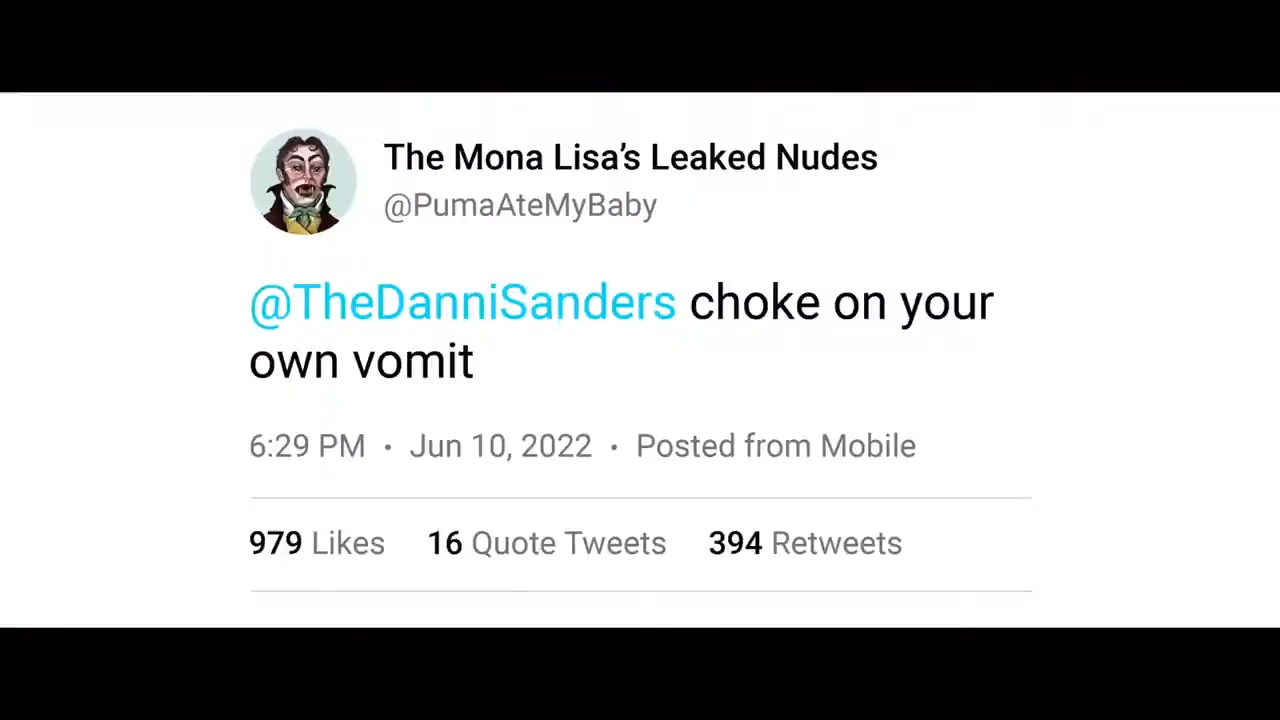 The Mona Lisa’s Leaked Nudes
@PumaAteMyBaby
@TheDanniSanders choke on your
own vomit
6:29 PM • Jun 10, 2022 • Posted from Mobile
979 Likes 16 Quote Tweets 394 Retweets